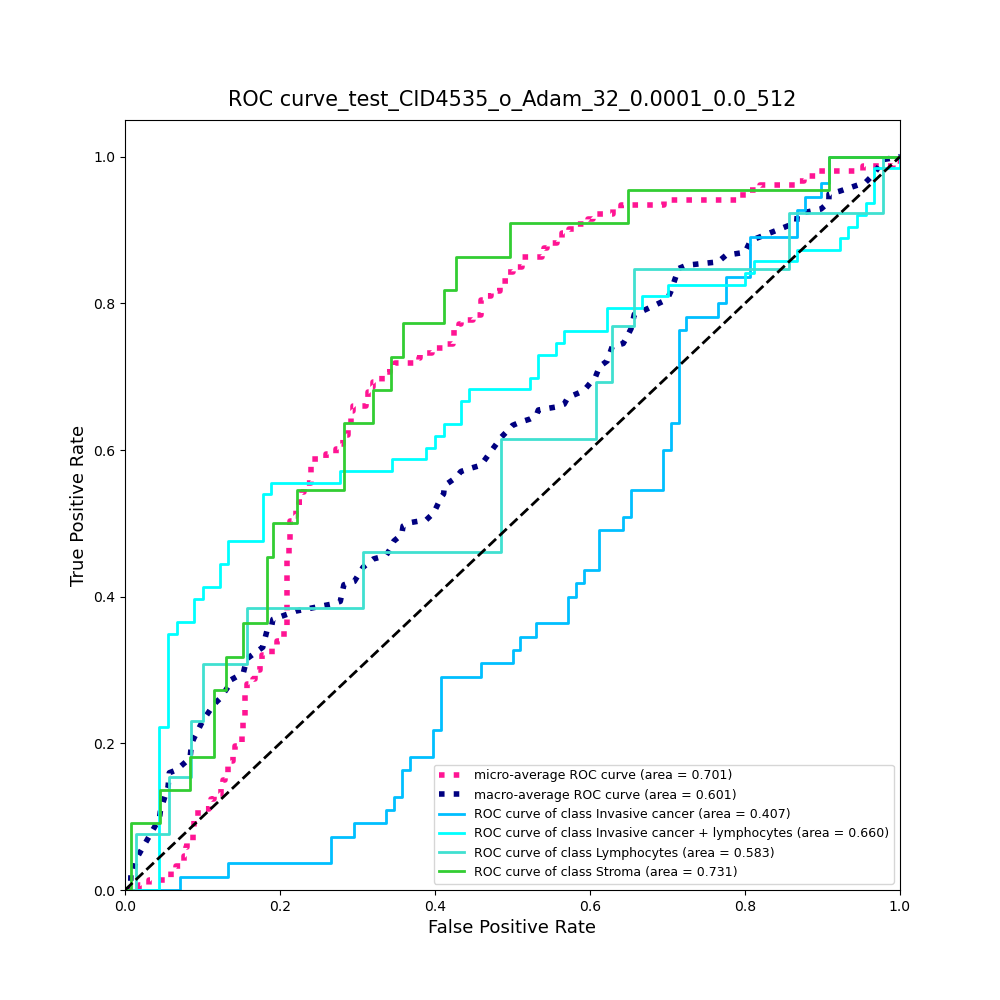 ROC curve_test_CID4535_o_Adam_32_0.0001_0.0_512
True Positive Rate
1.0
0.8
0.6
0.4
0.2
0.0
micro-average ROC curve (area = 0.701)
macro-average ROC curve (area = 0.601)
ROC curve of class Invasive cancer (area = 0.407)
ROC curve of class Invasive cancer + lymphocytes (area = 0.660)
ROC curve of class Lymphocytes (area = 0.583)
ROC curve of class Stroma (area = 0.731)
0.0 0.2 0.4 0.6 0.8 1.0
False Positive Rate